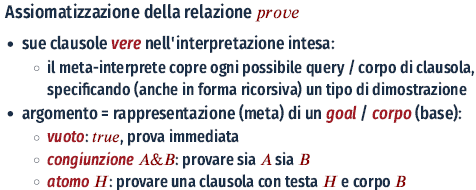 Assiomatizzazione della relazione prove
• sue clausole vere nell'interpretazione intesa:
◦ il meta-interprete copre ogni possibile query / corpo di clausola,
specificando (anche in forma ricorsiva) un tipo di dimostrazione
• argomento = rappresentazione (meta) di un goal / corpo (base):
◦ vuoto: true, prova immediata
◦ congiunzione A&B: provare sia A sia B
◦ atomo H: provare una clausola con testa H e corpo B